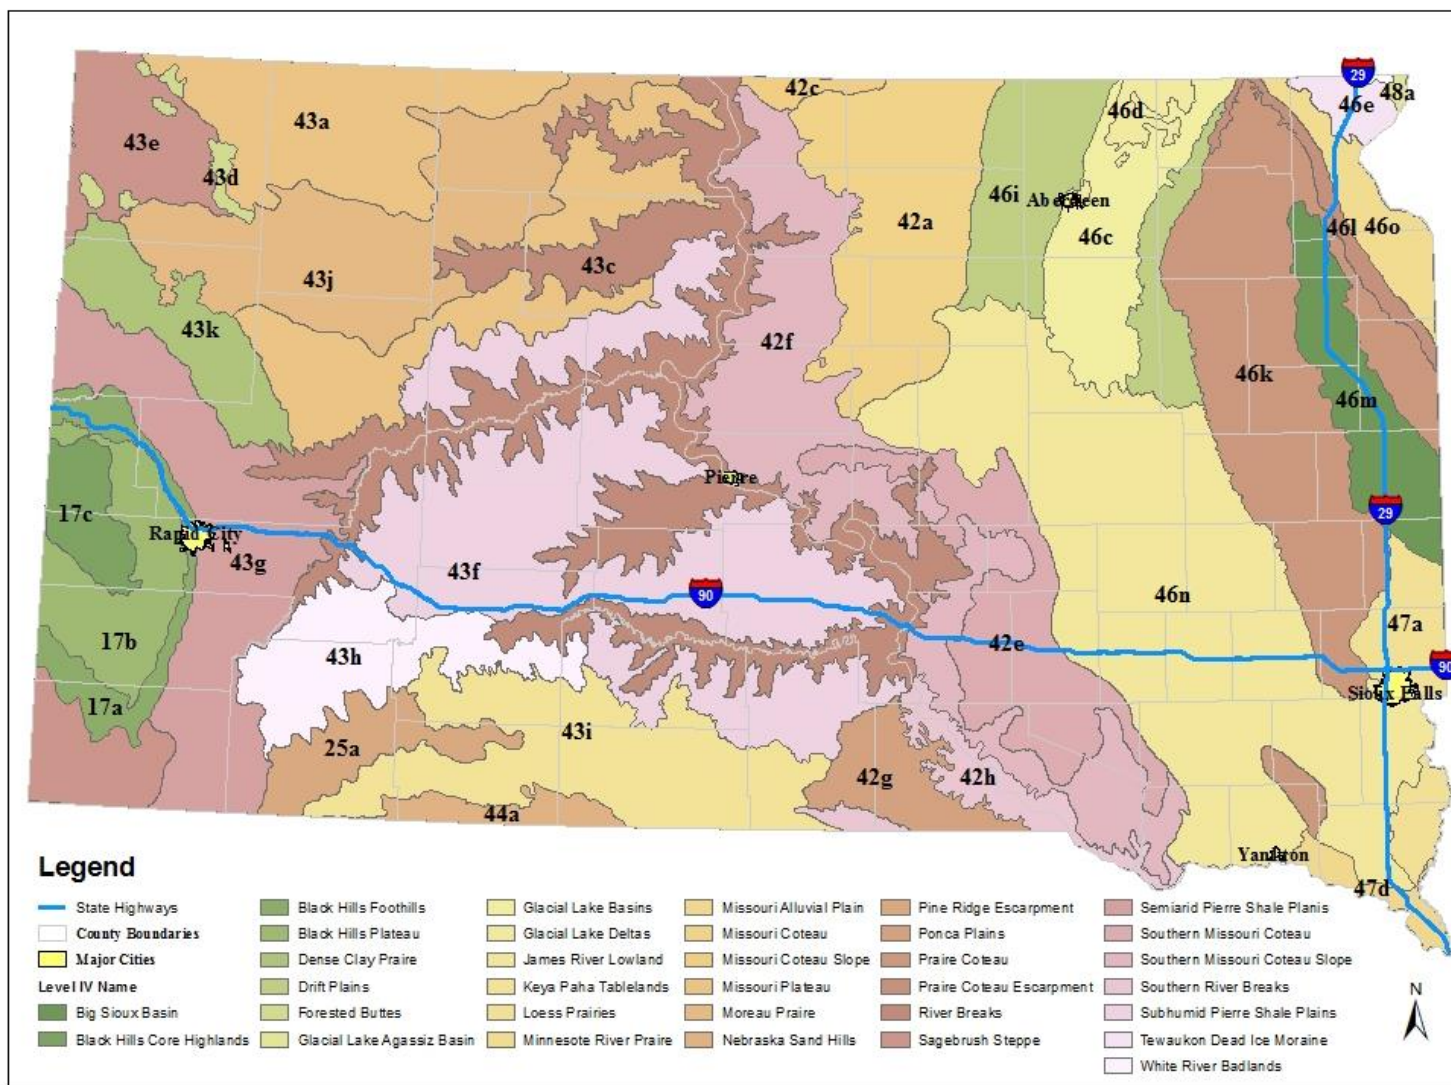 29
42c
48a
46d
46e
43a
43e
43d
46i
Aberdeen
42a
46l
46o
46c
43c
43j
43k
42f
46k
46m
Pierre
17c
29
Rapid City
43g
43f
90
46n
47a
17b
43h
42e
90
Sioux Falls
17a
43i
25a
42g
42h
44a
Yankton
47d
Legend
State Highways
County Boundaries
Major Cities
Level IV Name
Big Sioux Basin
Black Hills Core Highlands
Black Hills Foothills
Black Hills Plateau
Dense Clay Praire
Drift Plains
Forested Buttes
Glacial Lake Agassiz Basin
Glacial Lake Basins
Glacial Lake Deltas
James River Lowland
Keya Paha Tablelands
Loess Prairies
Minnesote River Praire
Missouri Alluvial Plain
Missouri Coteau
Missouri Coteau Slope
Missouri Plateau
Moreau Praire
Nebraska Sand Hills
Pine Ridge Escarpment
Ponca Plains
Praire Coteau
Praire Coteau Escarpment
River Breaks
Sagebrush Steppe
Semiarid Pierre Shale Planis
Southern Missouri Coteau
Southern Missouri Coteau Slope
Southern River Breaks
Subhumid Pierre Shale Plains
Tewaukon Dead Ice Moraine
White River Badlands
N